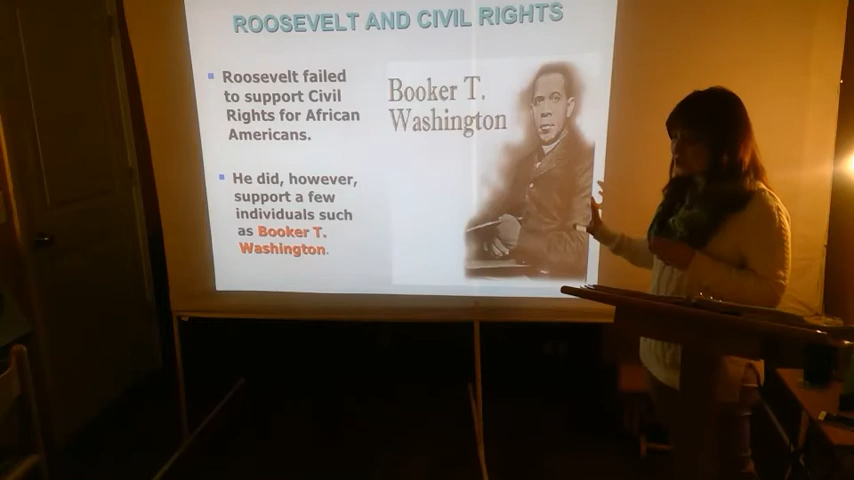 ROOSEVELT AND CIVIL RIGHTS
Roosevelt failed
to support Civil
Rights for African
Americans.
He did, however,
support a few
individuals such
as Booker T.
Washington.
Booker T.
Washington